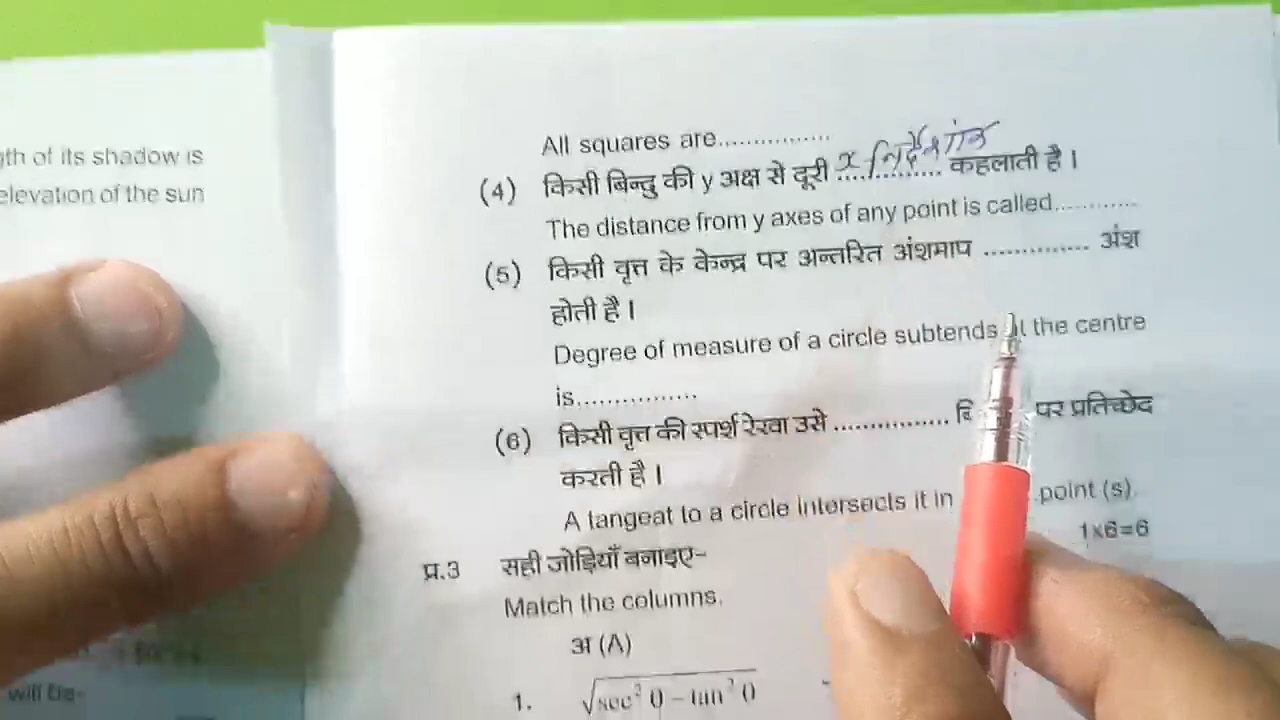 gth of its shadow is
elevation of the sun
All squares are...............
(4) किसी बिन्दु की y अक्ष से दूरी x निर्देशांक कहलाती है ।
The distance from y axes of any point is called............
(5) किसी वृत्त के केन्द्र पर अन्तरित अंशमाप .............. अंश
होती है ।
Degree of measure of a circle subtends at the centre
is................
(6) किसी वृत्त की स्पर्श रेखा उसे ............... पर प्रतिच्छेद
करती है ।
A tangeat to a circle intersects it in point (s).
1x6=6
प्र.3 सही जोड़ियाँ बनाइए-
Match the columns.
अ (A)
1. √sec² θ – tan² θ
will be-